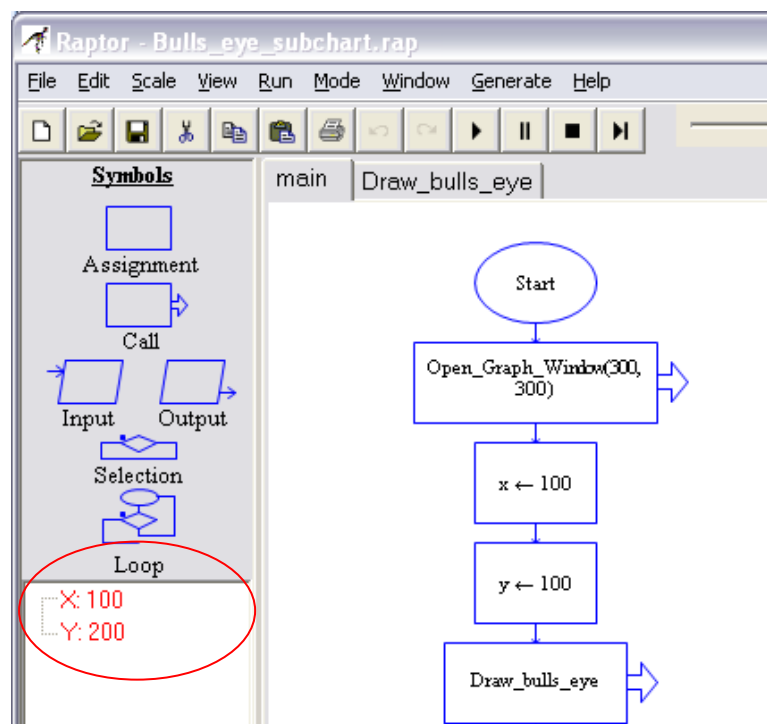 Raptor - Bulls_eye_subchart.rap
File Edit Scale View Run Mode Window Generate Help
Symbols
Assignment
Call
Input Output
Selection
Loop
X: 100
Y: 200
main Draw_bulls_eye
Start
Open_Graph_Window(300,
300)
x ← 100
y ← 100
Draw_bulls_eye